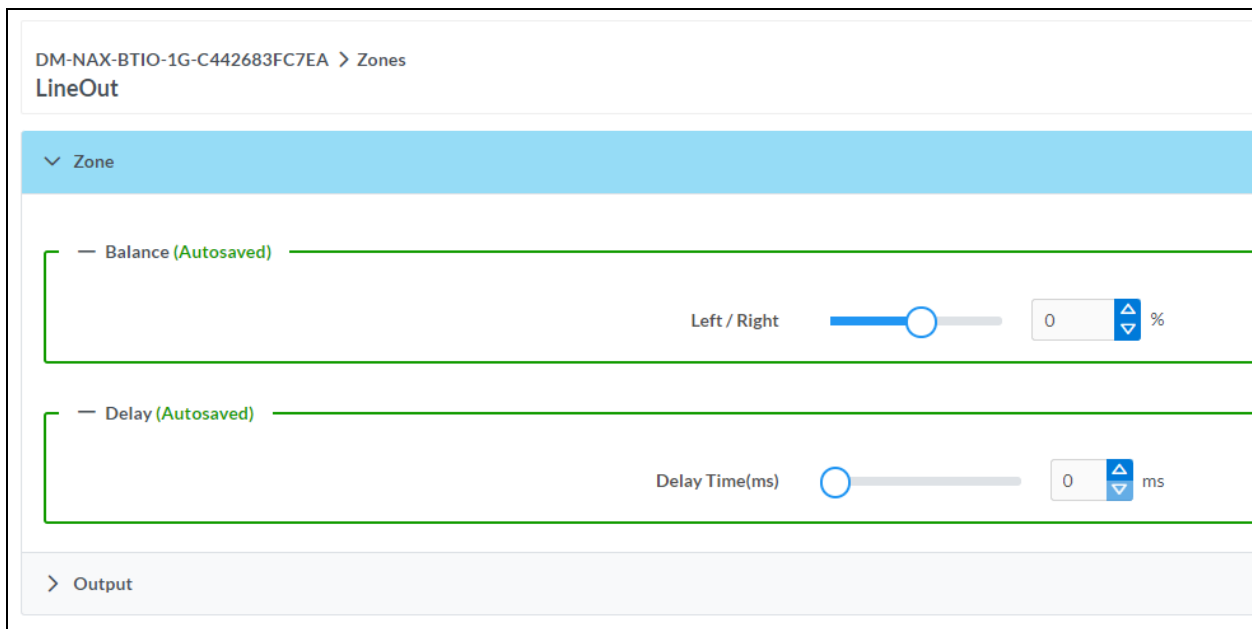 DM-NAX-BTIO-1G-C442683FC7EA > Zones
LineOut
Zone
Balance (Autosaved)
Left / Right 0 %
Delay (Autosaved)
Delay Time(ms) 0 ms
Output